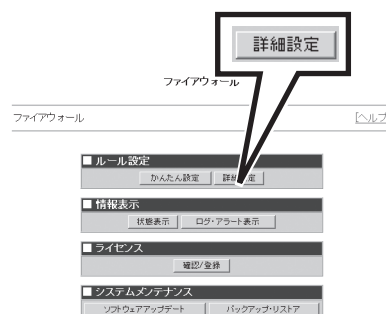 詳細設定
ファイアウォール
ファイアウォール [ヘルプ
■ ルール設定
かんたん設定 詳細設定
■ 情報表示
状態表示 ログ・アラート表示
■ ライセンス
確認/登録
■ システムメンテナンス
ソフトウェアアップデート バックアップ・リストア